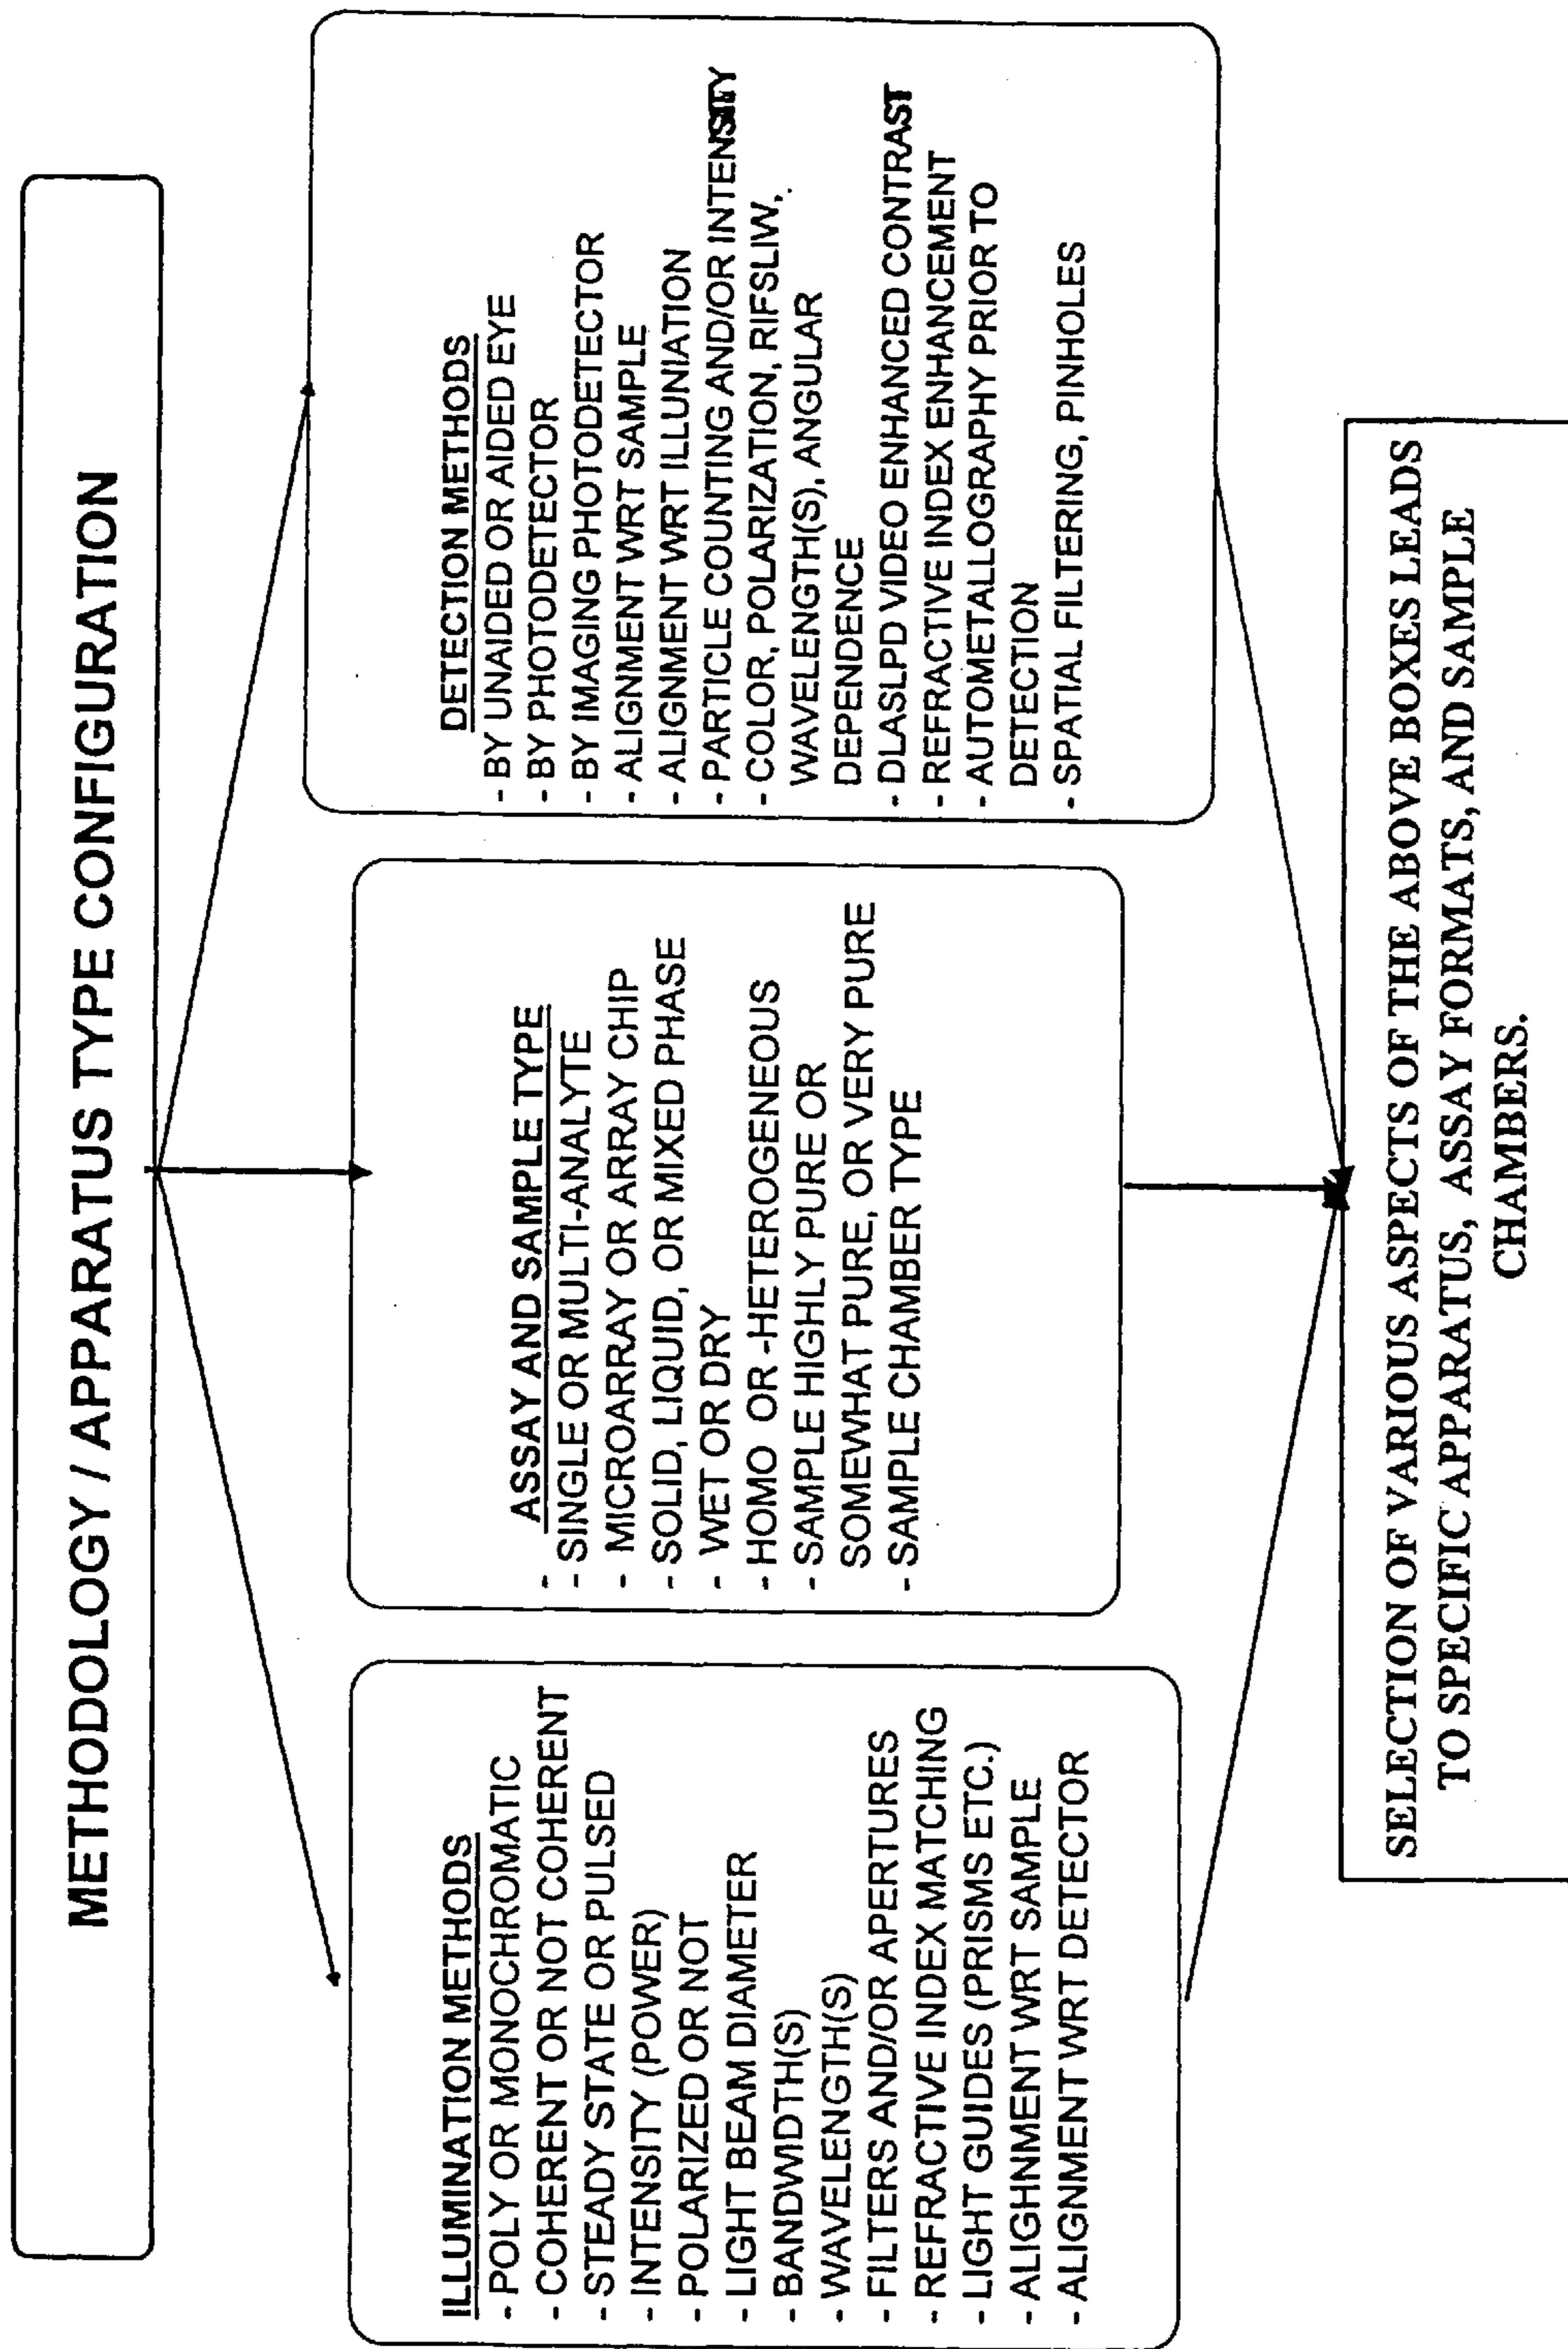 METHODOLOGY / APPARATUS TYPE CONFIGURATION
ILLUMINATION METHODS
- POLY OR MONOCHROMATIC
- COHERENT OR NOT COHERENT
- STEADY STATE OR PULSED
- INTENSITY (POWER)
- POLARIZED OR NOT
- LIGHT BEAM DIAMETER
- BANDWIDTH(S)
- WAVELENGTH(S)
- FILTERS AND/OR APERTURES
- REFRACTIVE INDEX MATCHING
- LIGHT GUIDES (PRISMS ETC.)
- ALIGHNMENT WRT SAMPLE
- ALIGNMENT WRT DETECTOR
ASSAY AND SAMPLE TYPE
-
- SINGLE OR MULTI-ANALYTE
- MICROARRAY OR ARRAY CHIP
- SOLID, LIQUID, OR MIXED PHASE
- WET OR DRY
- HOMO OR -HETEROGENEOUS
- SAMPLE HIGHLY PURE OR
SOMEWHAT PURE, OR VERY PURE
- SAMPLE CHAMBER TYPE
DETECTION METHODS
- BY UNAIDED OR AIDED EYE
- BY PHOTODETECTOR
- BY IMAGING PHOTODETECTOR
- ALIGNMENT WRT SAMPLE
- ALIGNMENT WRT ILLUNIATION
- PARTICLE COUNTING AND/OR INTENSITY
- COLOR, POLARIZATION, RIFSLIW,
WAVELENGTH(S), ANGULAR
DEPENDENCE
- DLASLPD VIDEO ENHANCED CONTRAST
- REFRACTIVE INDEX ENHANCEMENT
- AUTOMETALLOGRAPHY PRIOR TO
DETECTION
- SPATIAL FILTERING, PINHOLES
SELECTION OF VARIOUS ASPECTS OF THE ABOVE BOXES LEADS
TO SPECIFIC APPARATUS, ASSAY FORMATS, AND SAMPLE
CHAMBERS.